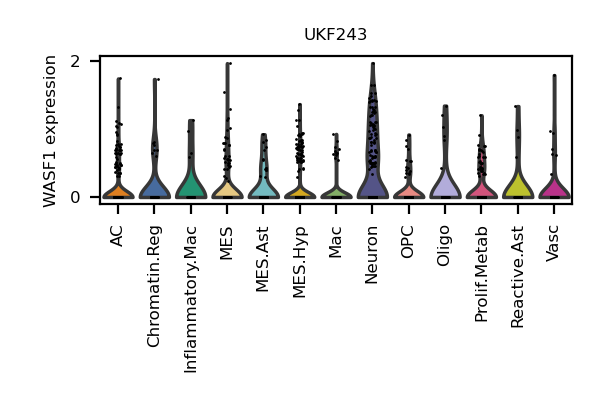 UKF243
WASF1 expression
2
0
AC
Chromatin.Reg
Inflammatory.Mac
MES
MES.Ast
MES.Hyp
Mac
Neuron
OPC
Oligo
Prolif.Metab
Reactive.Ast
Vasc